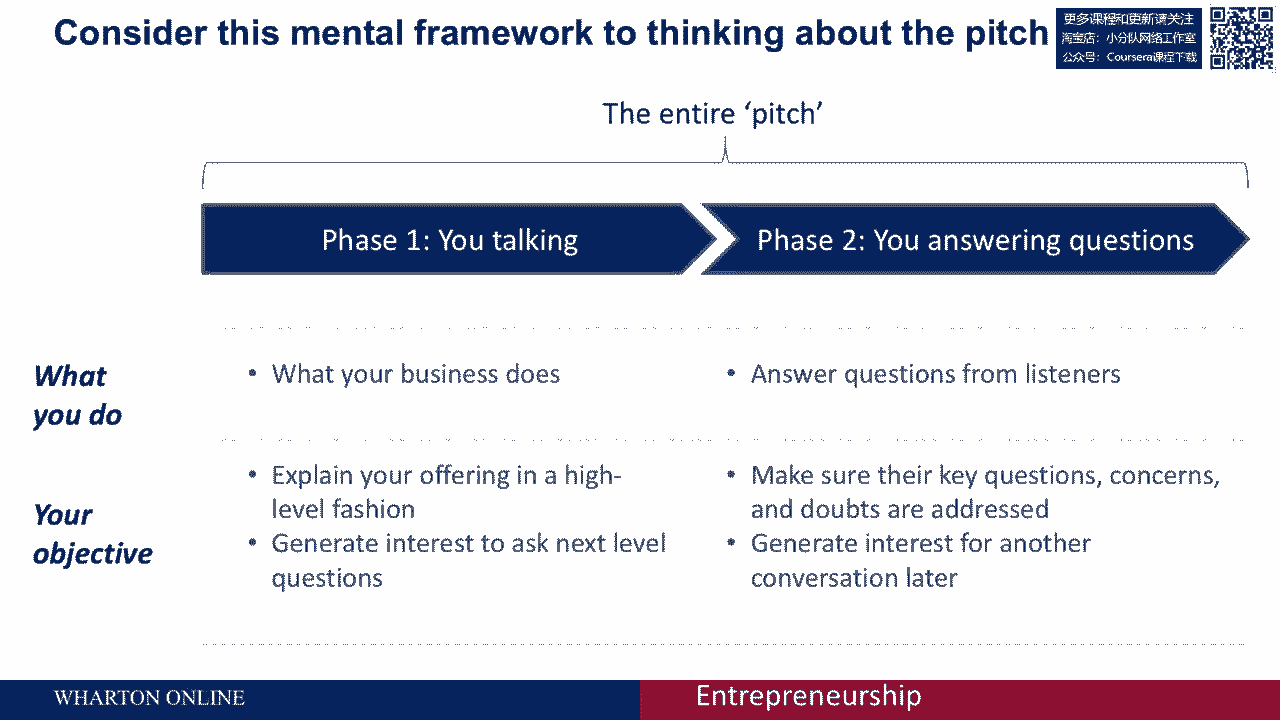 Consider this mental framework to thinking about the pitch
更多课程和更新请关注
淘宝店：小分队网络工作室
公众号：Coursera课程下载
The entire ‘pitch’
Phase 1: You talking
Phase 2: You answering questions
What
you do
• What your business does
• Answer questions from listeners
Your
objective
• Explain your offering in a high-
level fashion
• Generate interest to ask next level
questions
• Make sure their key questions, concerns,
and doubts are addressed
• Generate interest for another
conversation later
WHARTON ONLINE
Entrepreneurship